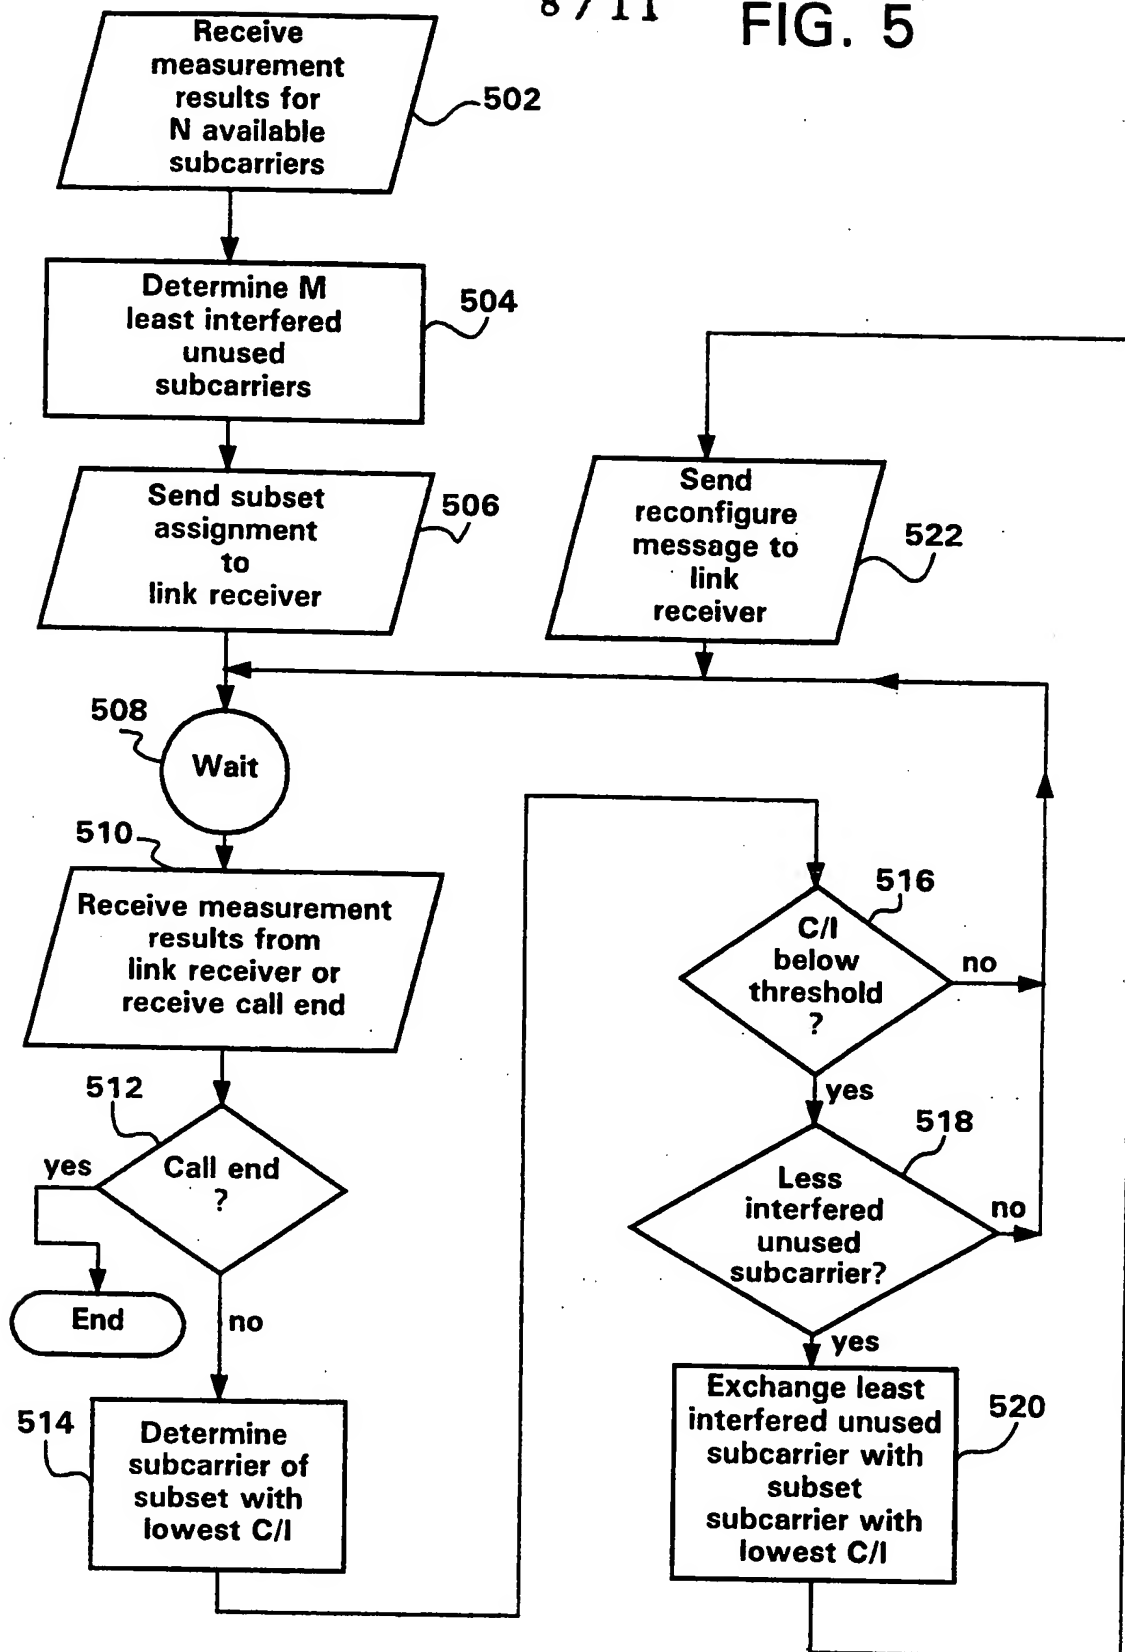 8/11
FIG. 5
Receive
measurement
results for
N available
subcarriers
502
Determine M
least interfered
unused
subcarriers
504
Send subset
assignment
to
link receiver
506
Send
reconfigure
message to
link
receiver
522
508
Wait
510
Receive measurement
results from
link receiver or
receive call end
512
Call end
?
yes
End
no
514
Determine
subcarrier of
subset with
lowest C/I
516
C/I
below
threshold
?
no
yes
518
Less
interfered
unused
subcarrier?
no
yes
Exchange least
interfered unused
subcarrier with
subset
subcarrier with
lowest C/I
520